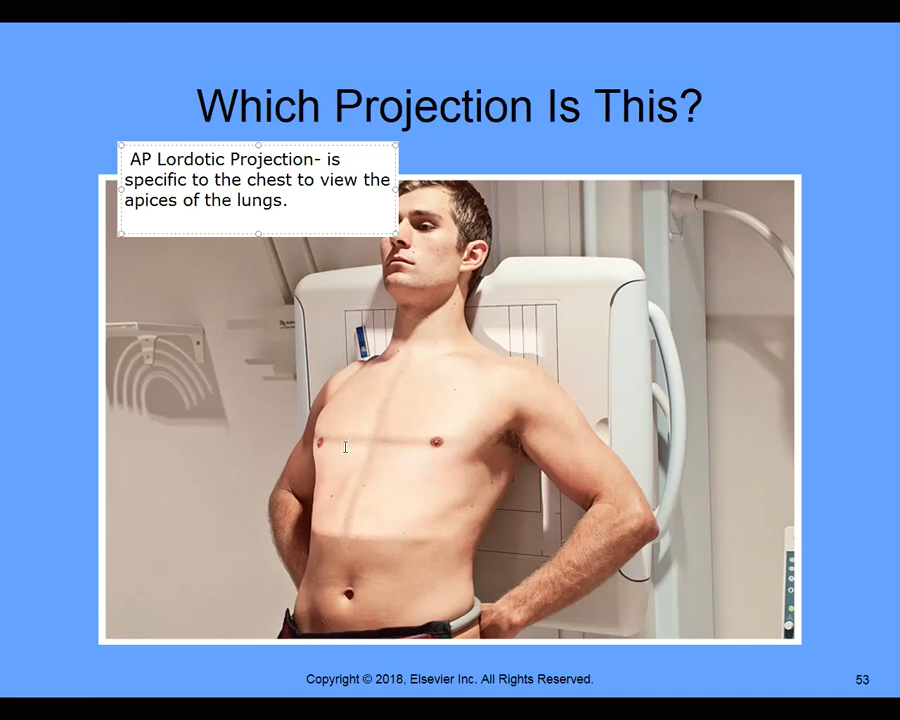 Which Projection Is This?
AP Lordotic Projection- is
specific to the chest to view the
apices of the lungs.
Copyright © 2018, Elsevier Inc. All Rights Reserved.
53